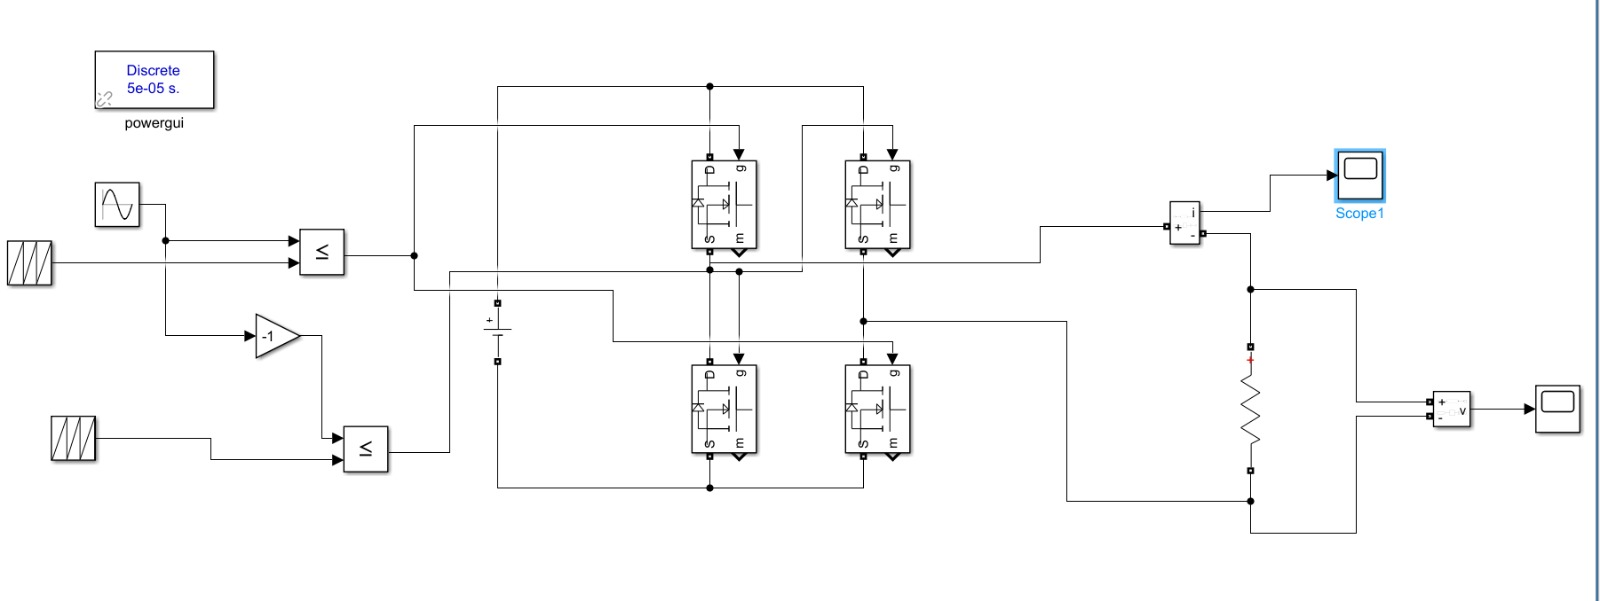 Discrete
5e-05 s.
powergui
≤
-1
≤
+
D
g
S
m
D
g
S
m
D
g
S
m
D
g
S
m
i
+
-
Scope1
+
+
-
v